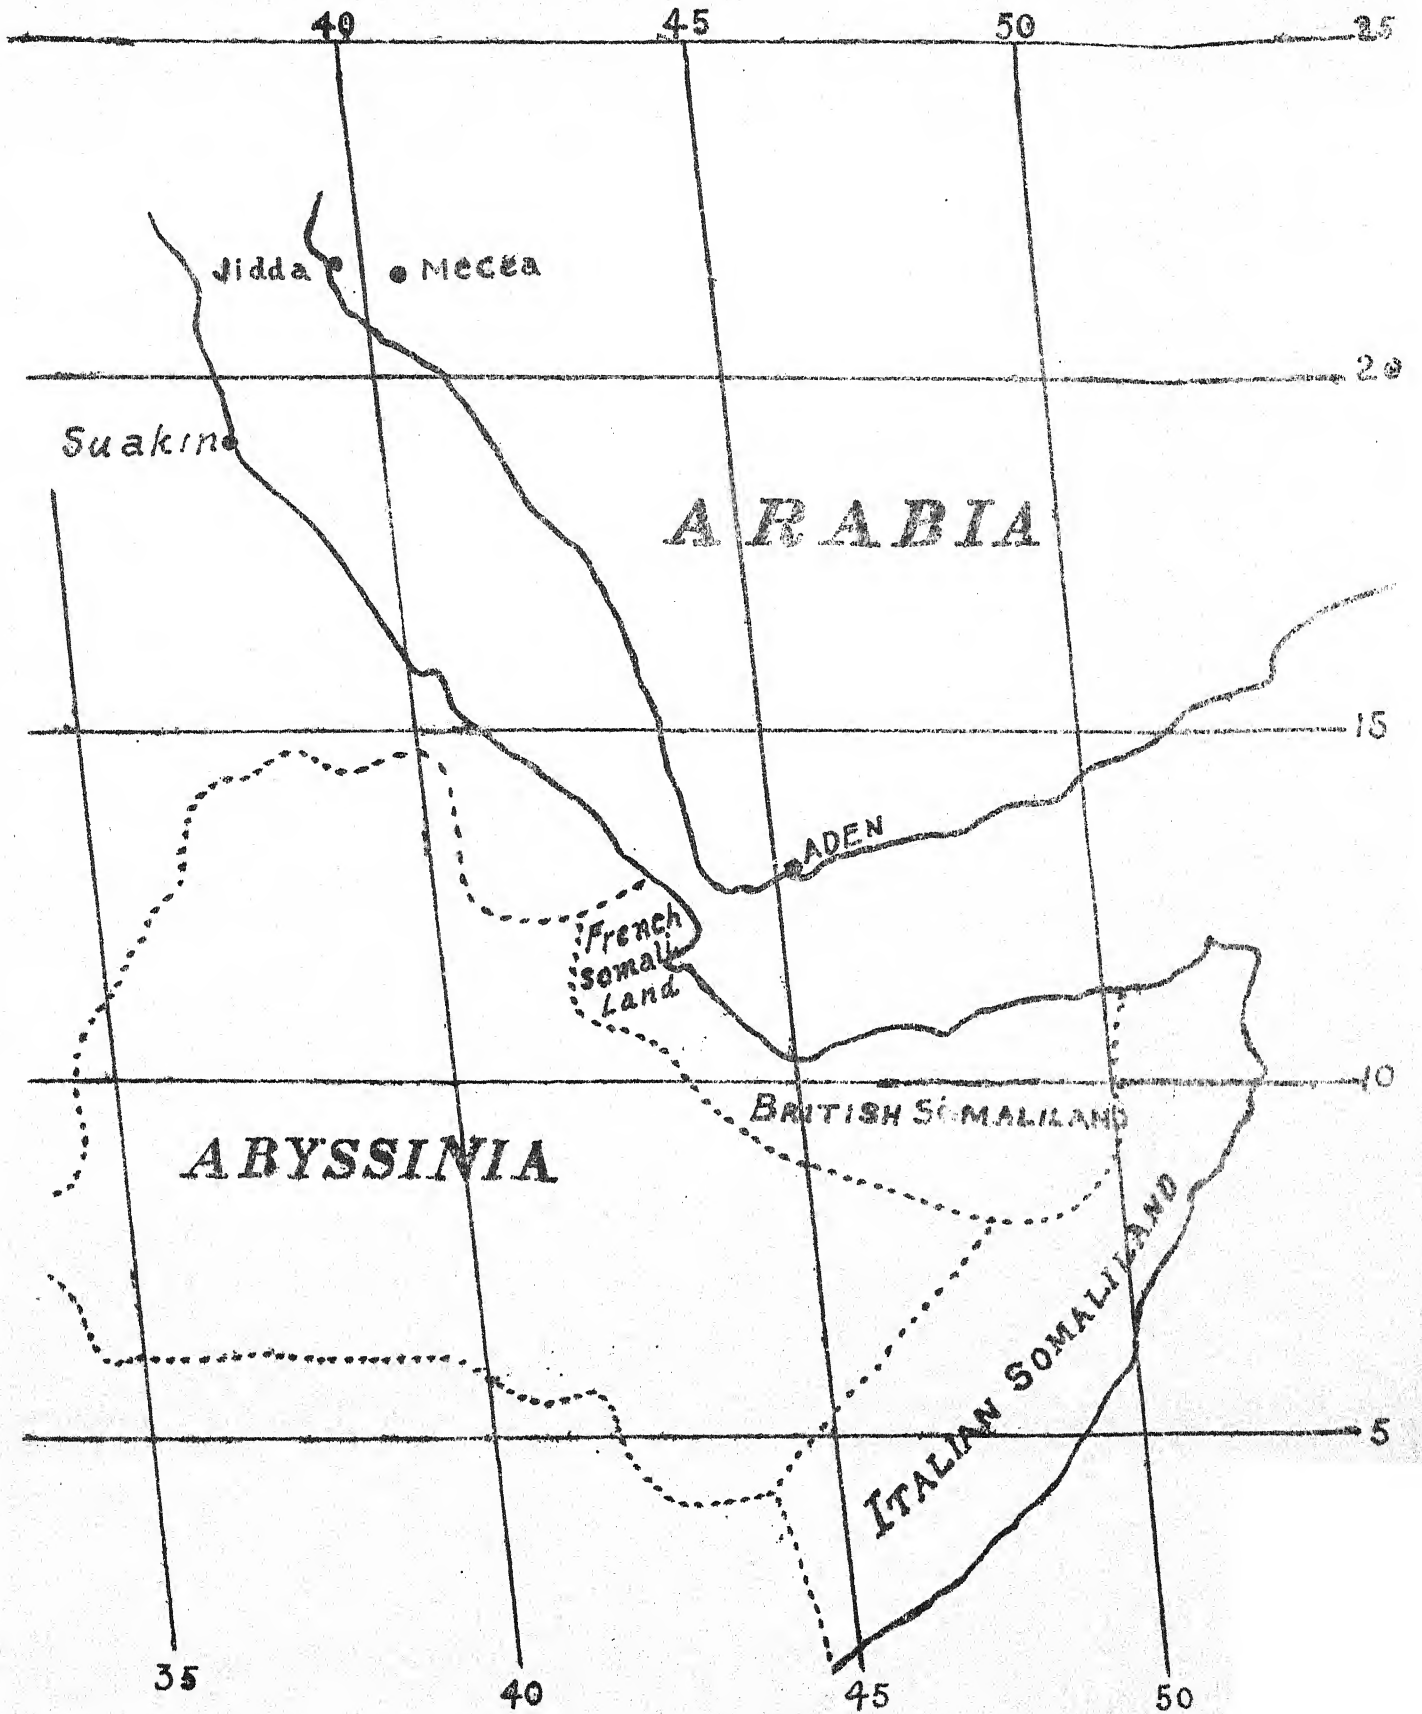 40 45 50 25
Jidda Mecca
20
Suakin
ARABIA
15
ADEN
French
Somali
Land
10
BRITISH SOMALILAND
ABYSSINIA
ITALIAN SOMALILAND
5
35 40 45 50